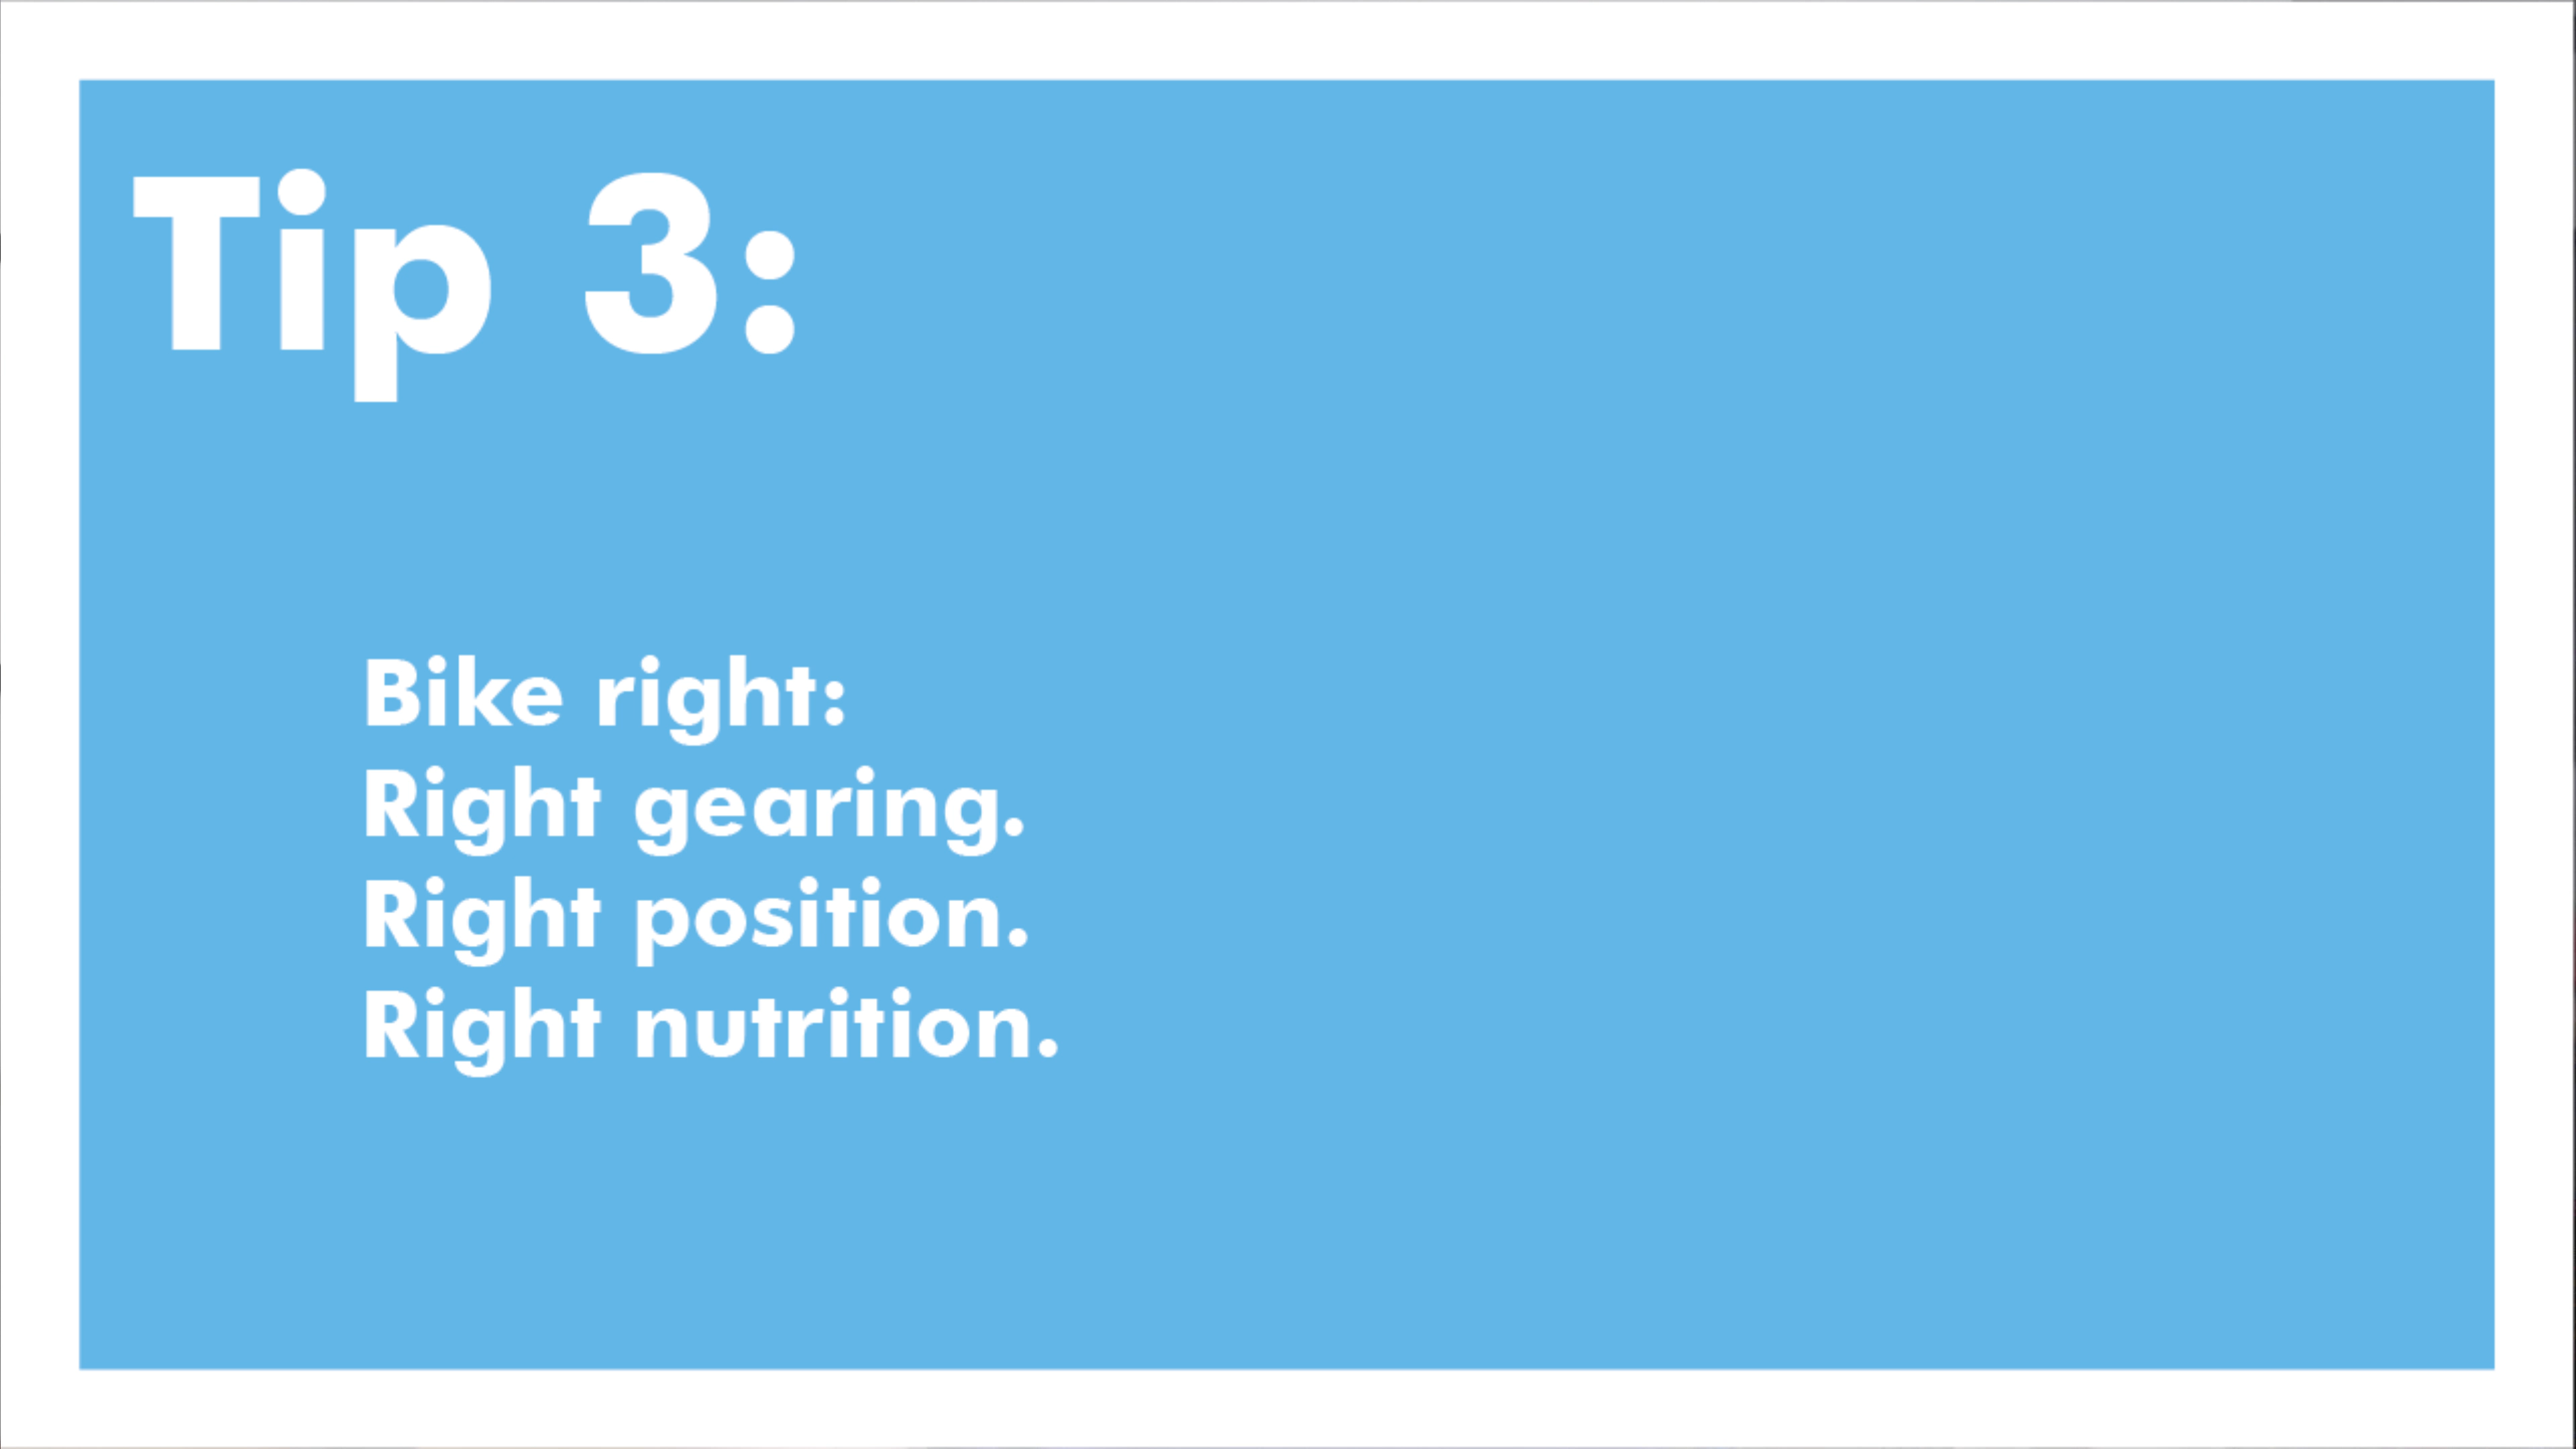 Tip 3:
Bike right:
Right gearing.
Right position.
Right nutrition.